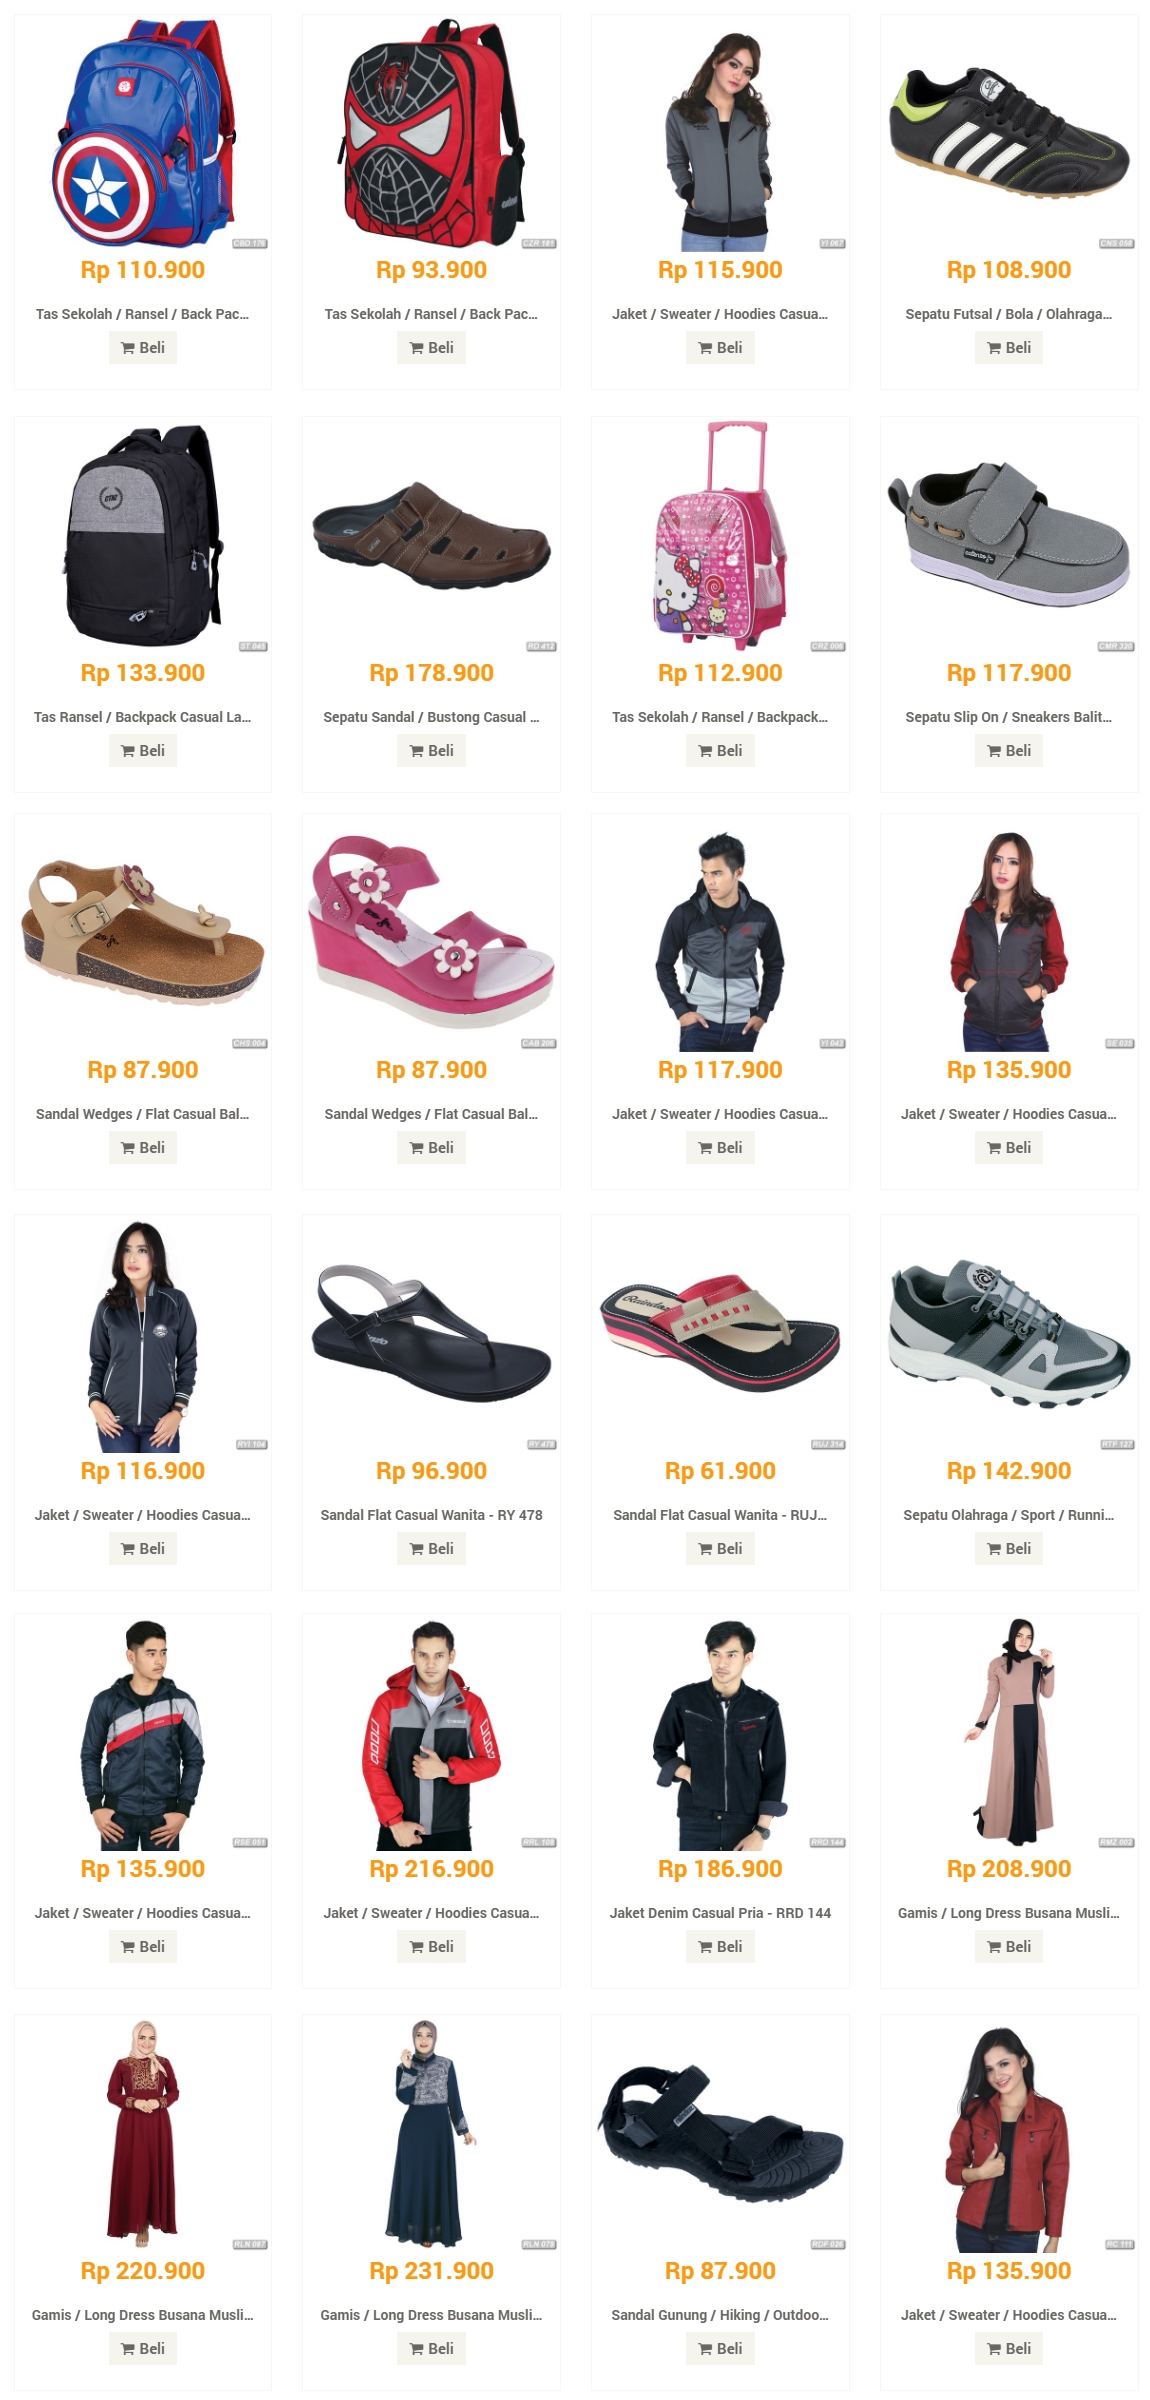 CBD 176
CZR 181
YI 067
CNS 058
Rp 110.900
Rp 93.900
Rp 115.900
Rp 108.900
Tas Sekolah / Ransel / Back Pac...
Tas Sekolah / Ransel / Back Pac...
Jaket / Sweater / Hoodies Casua...
Sepatu Futsal / Bola / Olahraga...
Beli
Beli
Beli
Beli
ST 045
RD 412
CRZ 006
CMR 320
Rp 133.900
Rp 178.900
Rp 112.900
Rp 117.900
Tas Ransel / Backpack Casual La...
Sepatu Sandal / Bustong Casual ...
Tas Sekolah / Ransel / Backpack...
Sepatu Slip On / Sneakers Balit...
Beli
Beli
Beli
Beli
CHS 004
CAB 206
YI 043
SE 035
Rp 87.900
Rp 87.900
Rp 117.900
Rp 135.900
Sandal Wedges / Flat Casual Bal...
Sandal Wedges / Flat Casual Bal...
Jaket / Sweater / Hoodies Casua...
Jaket / Sweater / Hoodies Casua...
Beli
Beli
Beli
Beli
RYI 104
RY 478
RUJ 314
RTF 127
Rp 116.900
Rp 96.900
Rp 61.900
Rp 142.900
Jaket / Sweater / Hoodies Casua...
Sandal Flat Casual Wanita - RY 478
Sandal Flat Casual Wanita - RUJ...
Sepatu Olahraga / Sport / Runni...
Beli
Beli
Beli
Beli
RSE 051
RRL 108
RRD 144
RMZ 002
Rp 135.900
Rp 216.900
Rp 186.900
Rp 208.900
Jaket / Sweater / Hoodies Casua...
Jaket / Sweater / Hoodies Casua...
Jaket Denim Casual Pria - RRD 144
Gamis / Long Dress Busana Musli...
Beli
Beli
Beli
Beli
RLN 087
RLN 079
RDF 026
RC 111
Rp 220.900
Rp 231.900
Rp 87.900
Rp 135.900
Gamis / Long Dress Busana Musli...
Gamis / Long Dress Busana Musli...
Sandal Gunung / Hiking / Outdoo...
Jaket / Sweater / Hoodies Casua...
Beli
Beli
Beli
Beli